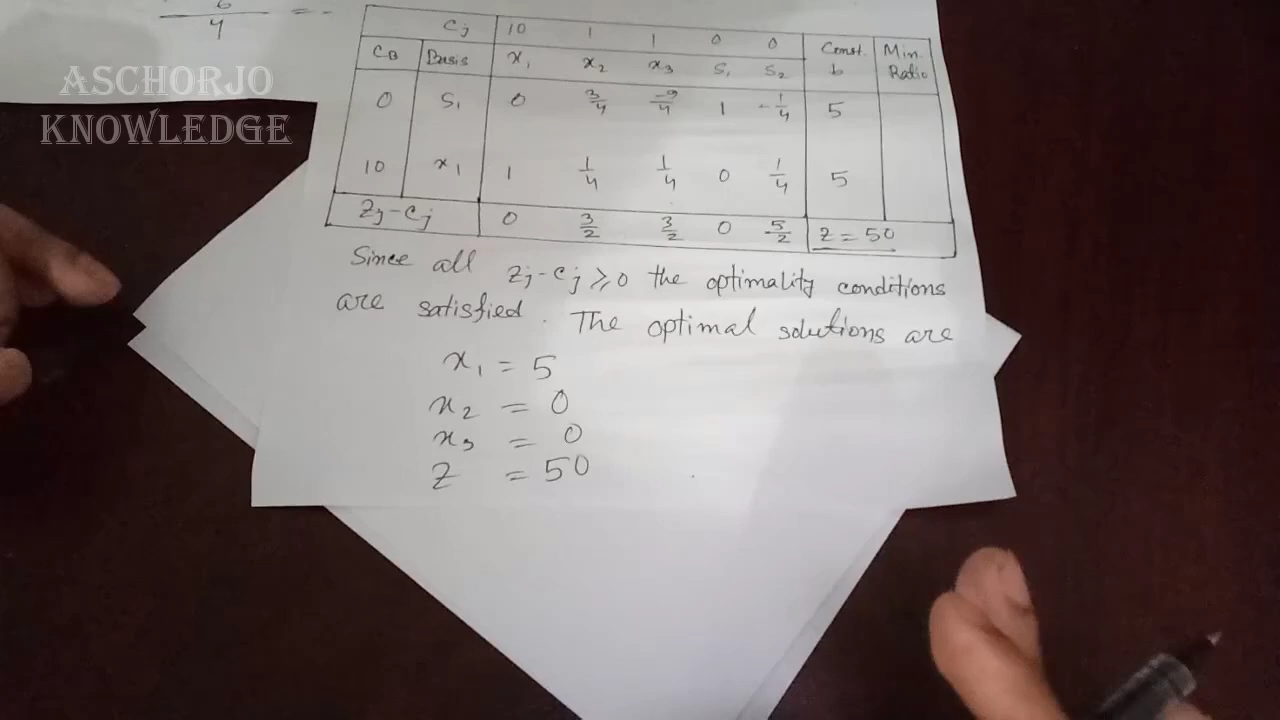 6/4 = -
ASCHORJO
KNOWLEDGE
Cj 10 1 1 0 0 Const. b Min. Ratio
CB Basis x₁ x₂ x₃ S₁ S₂
0 S₁ 0 3/4 -9/4 1 -1/4 5
10 x₁ 1 1/4 1/4 0 1/4 5
Zj-Cj 0 3/2 3/2 0 5/2 Z = 50
Since all Zj-Cj ≥ 0 the optimality conditions
are satisfied. The optimal solutions are
x₁ = 5
x₂ = 0
x₃ = 0
Z = 50